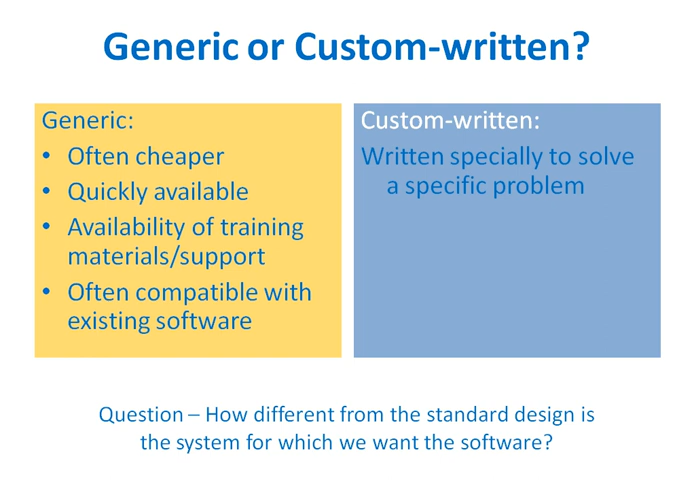 Generic or Custom-written?
Generic:
• Often cheaper
• Quickly available
• Availability of training
materials/support
• Often compatible with
existing software
Custom-written:
Written specially to solve
a specific problem
Question – How different from the standard design is
the system for which we want the software?